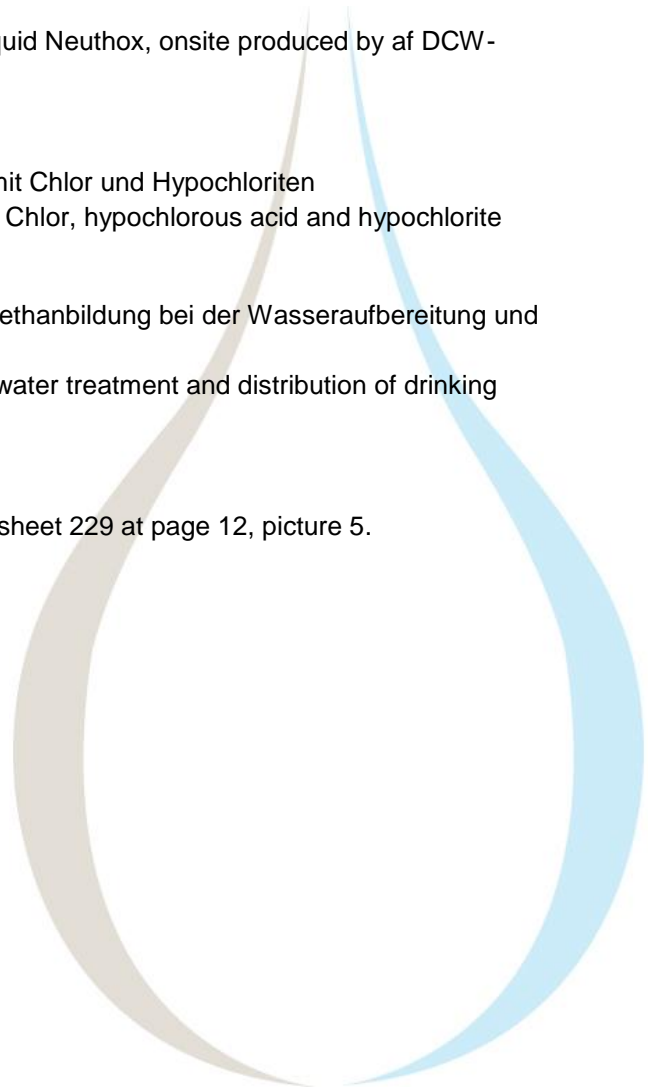 quid Neuthox, onsite produced by af DCW-
nit Chlor und Hypochloriten
Chlor, hypochlorous acid and hypochlorite
ethanbildung bei der Wasseraufbereitung und
water treatment and distribution of drinking
sheet 229 at page 12, picture 5.